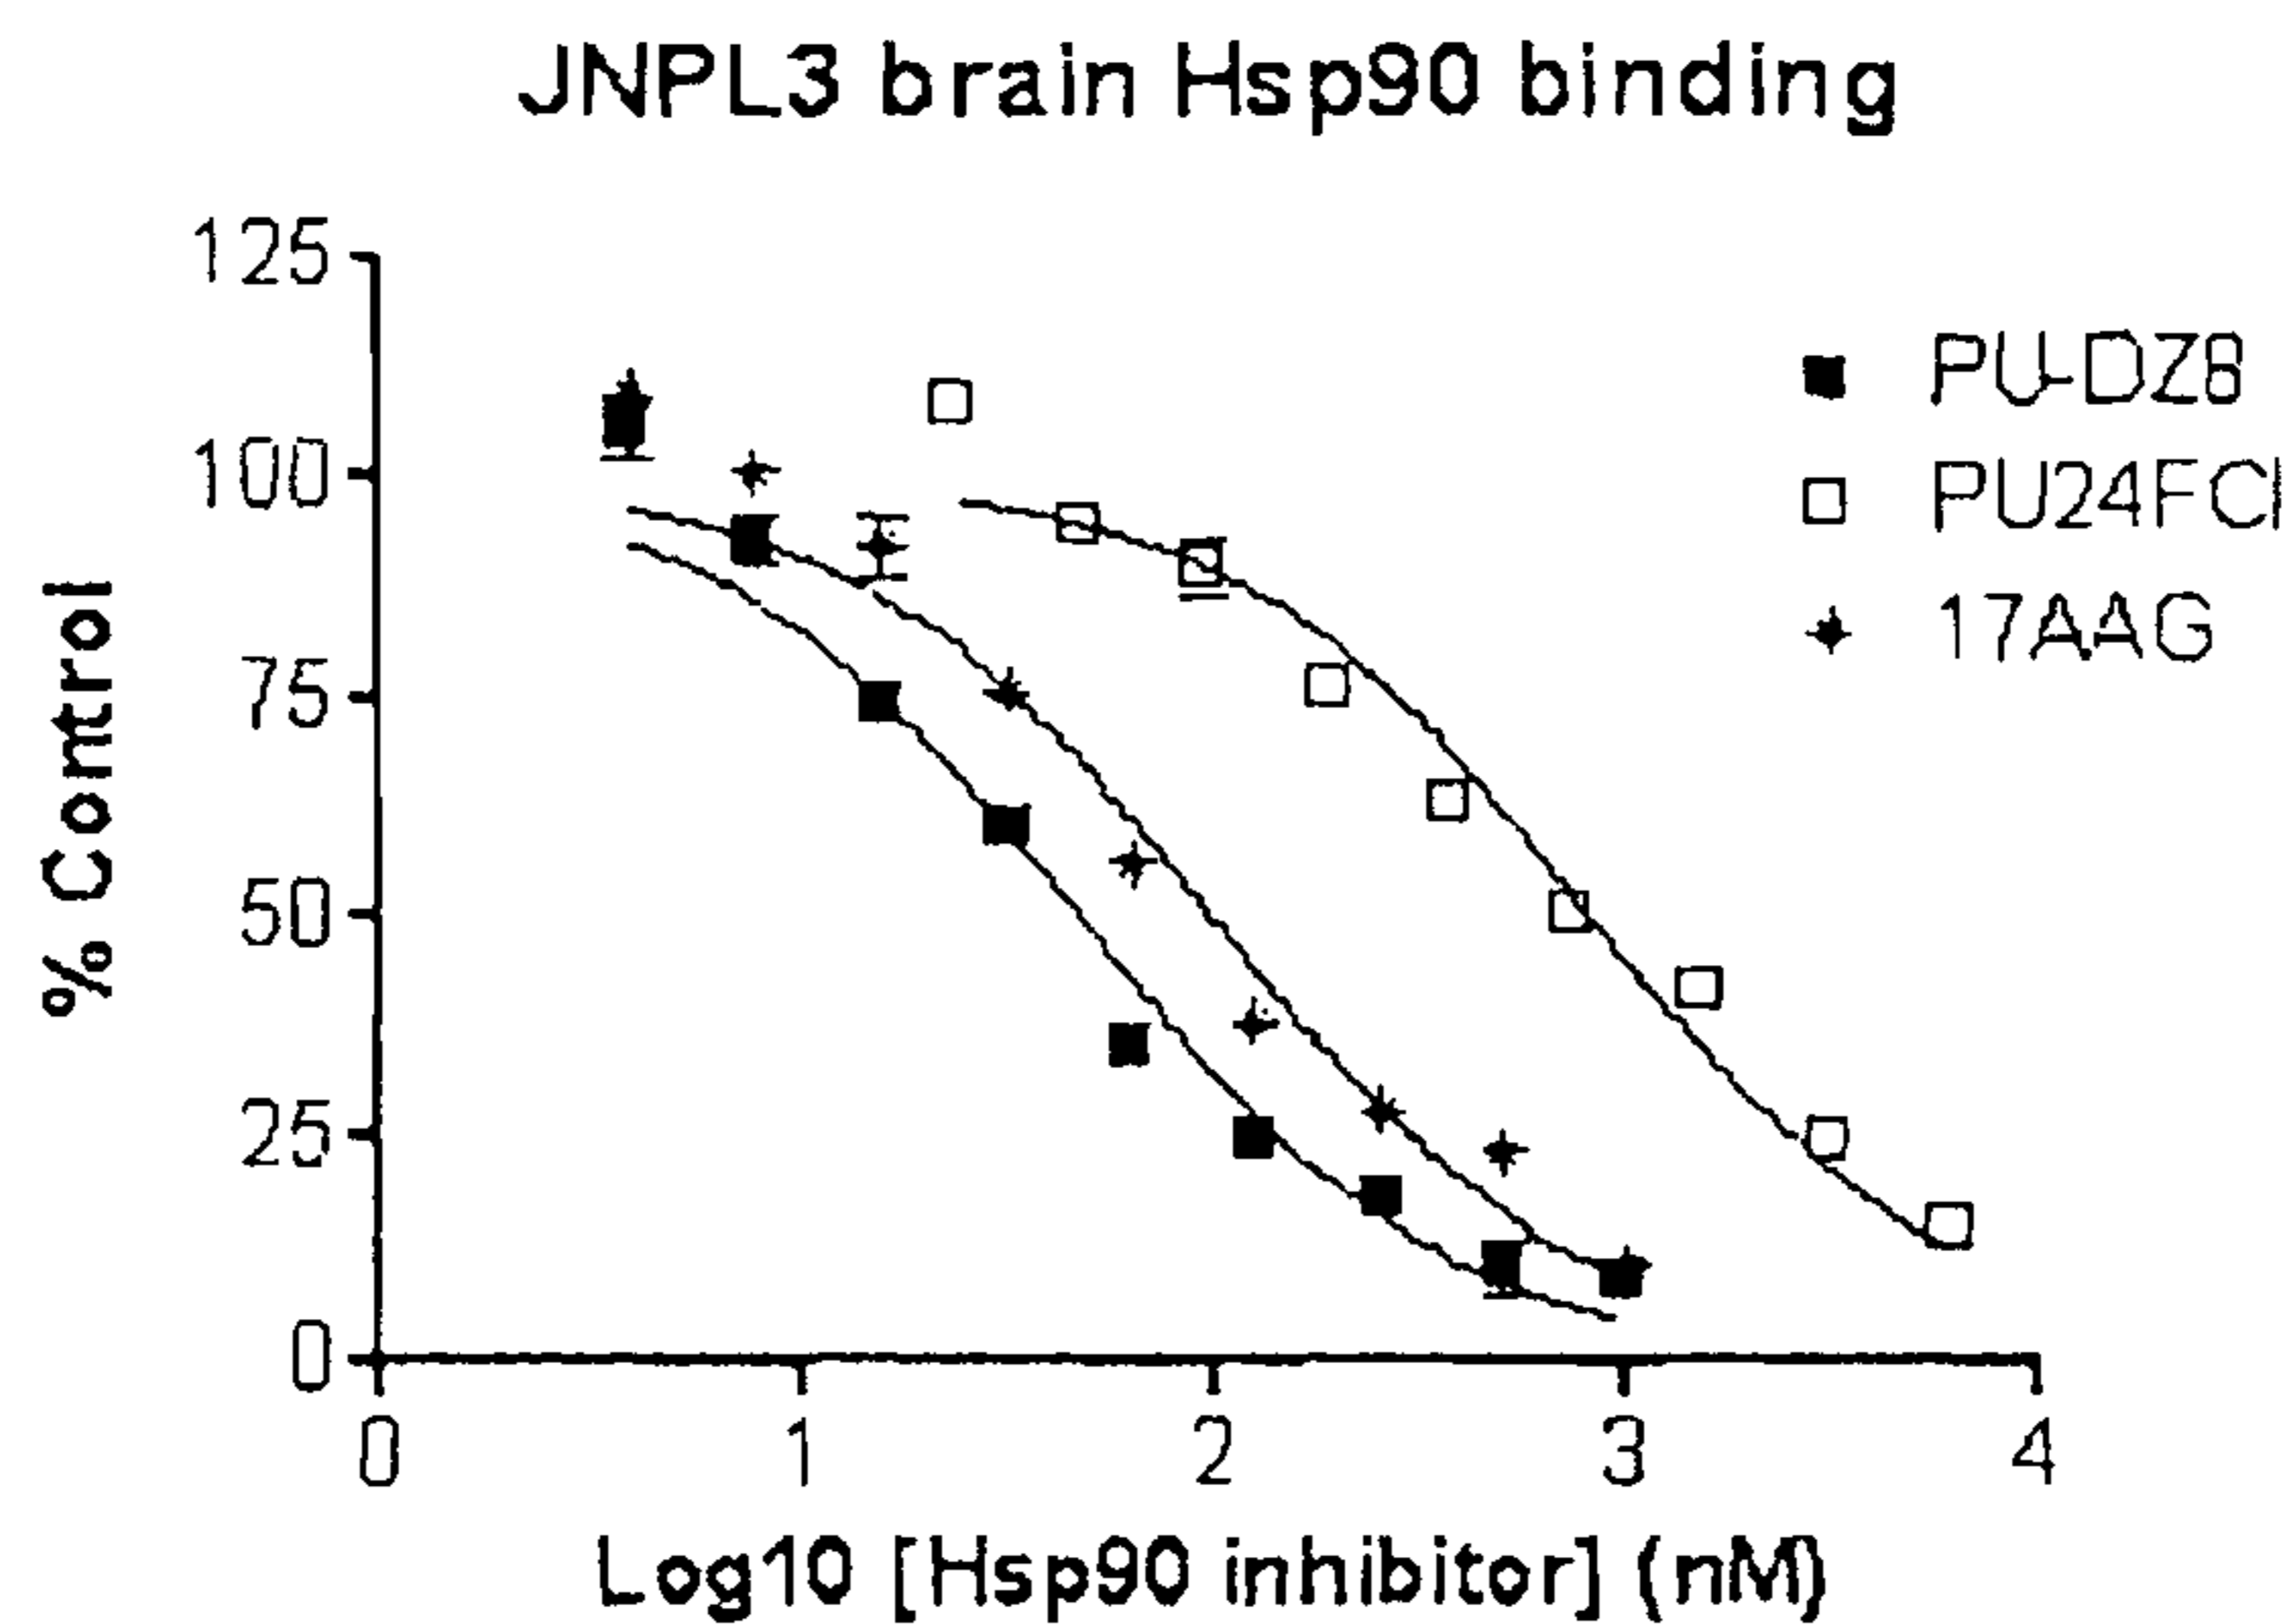 JNPL3 brain Hsp90 binding
125
100
75
50
25
0
% Control
PU-DZ8
PU24FCl
17AAG
0 1 2 3 4
Log10 [Hsp90 inhibitor] (nM)